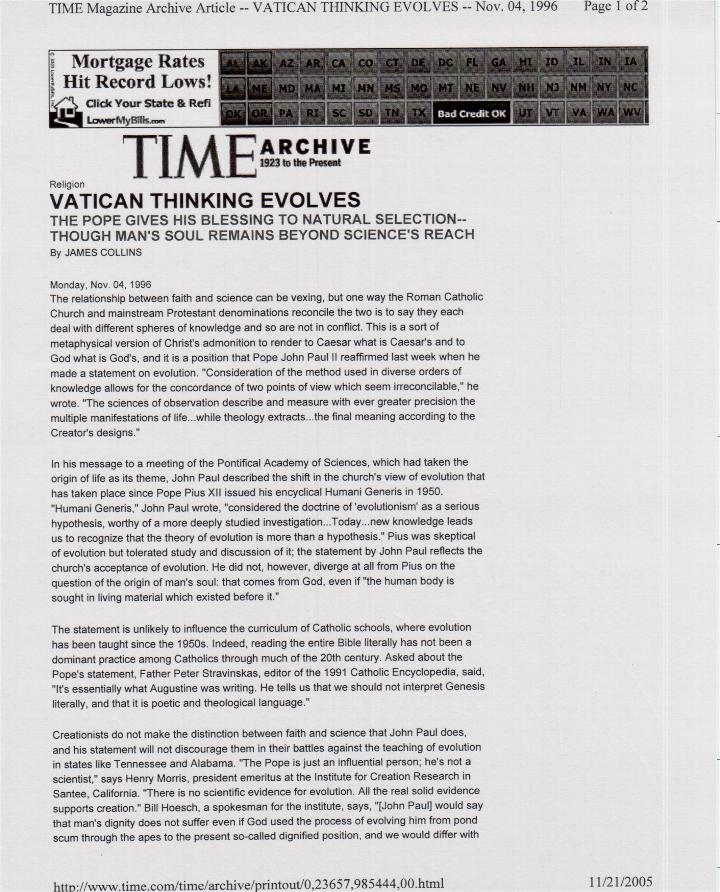 TIME Magazine Archive Article -- VATICAN THINKING EVOLVES -- Nov. 04, 1996 Page 1 of 2
Mortgage Rates
Hit Record Lows!
Click Your State & Refi
LowerMyBills.com
AL AK AZ AR CA CO CT DE DC FL GA HI ID IL IN IA
LA ME MD MA MI MN MS MO MT NE NV NH NJ NM NY NC
OK OR PA RI SC SD TN TX Bad Credit OK UT VT VA WA WV
TIME ARCHIVE
1923 to the Present
Religion
VATICAN THINKING EVOLVES
THE POPE GIVES HIS BLESSING TO NATURAL SELECTION--
THOUGH MAN'S SOUL REMAINS BEYOND SCIENCE'S REACH
By JAMES COLLINS
Monday, Nov. 04, 1996
The relationship between faith and science can be vexing, but one way the Roman Catholic
Church and mainstream Protestant denominations reconcile the two is to say they each
deal with different spheres of knowledge and so are not in conflict. This is a sort of
metaphysical version of Christ's admonition to render to Caesar what is Caesar's and to
God what is God's, and it is a position that Pope John Paul II reaffirmed last week when he
made a statement on evolution. "Consideration of the method used in diverse orders of
knowledge allows for the concordance of two points of view which seem irreconcilable," he
wrote. "The sciences of observation describe and measure with ever greater precision the
multiple manifestations of life...while theology extracts...the final meaning according to the
Creator's designs."
In his message to a meeting of the Pontifical Academy of Sciences, which had taken the
origin of life as its theme, John Paul described the shift in the church's view of evolution that
has taken place since Pope Pius XII issued his encyclical Humani Generis in 1950.
"Humani Generis," John Paul wrote, "considered the doctrine of 'evolutionism' as a serious
hypothesis, worthy of a more deeply studied investigation...Today...new knowledge leads
us to recognize that the theory of evolution is more than a hypothesis." Pius was skeptical
of evolution but tolerated study and discussion of it; the statement by John Paul reflects the
church's acceptance of evolution. He did not, however, diverge at all from Pius on the
question of the origin of man's soul: that comes from God, even if "the human body is
sought in living material which existed before it."
The statement is unlikely to influence the curriculum of Catholic schools, where evolution
has been taught since the 1950s. Indeed, reading the entire Bible literally has not been a
dominant practice among Catholics through much of the 20th century. Asked about the
Pope's statement, Father Peter Stravinskas, editor of the 1991 Catholic Encyclopedia, said,
"It's essentially what Augustine was writing. He tells us that we should not interpret Genesis
literally, and that it is poetic and theological language."
Creationists do not make the distinction between faith and science that John Paul does,
and his statement will not discourage them in their battles against the teaching of evolution
in states like Tennessee and Alabama. "The Pope is just an influential person; he's not a
scientist," says Henry Morris, president emeritus at the Institute for Creation Research in
Santee, California. "There is no scientific evidence for evolution. All the real solid evidence
supports creation." Bill Hoesch, a spokesman for the institute, says, "[John Paul] would say
that man's dignity does not suffer even if God used the process of evolving him from pond
scum through the apes to the present so-called dignified position, and we would differ with
http://www.time.com/time/archive/printout/0,23657,985444,00.html 11/21/2005